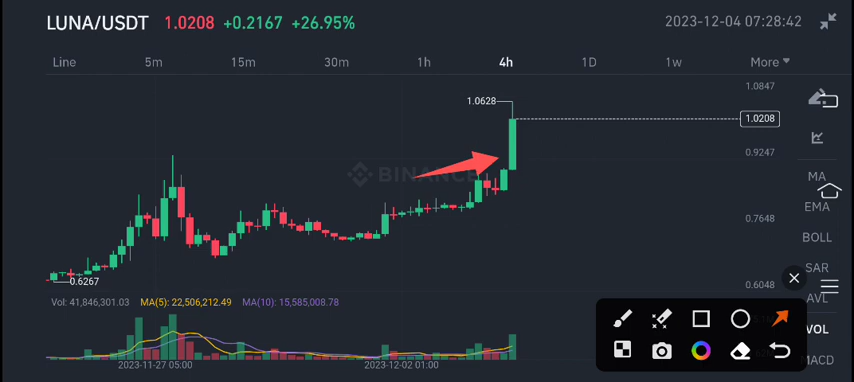 LUNA/USDT 1.0208 +0.2167 +26.95% 2023-12-04 07:28:42
Line 5m 15m 30m 1h 4h 1D 1w More
1.0847
1.0628
1.0208
0.9247
BINANCE
MA
EMA
0.7648
BOLL
SAR
0.6267
0.6048
AVL
Vol: 41,846,301.03 MA(5): 22,506,212.49 MA(10): 15,585,008.78
VOL
MACD
2023-11-27 05:00 2023-12-02 01:00